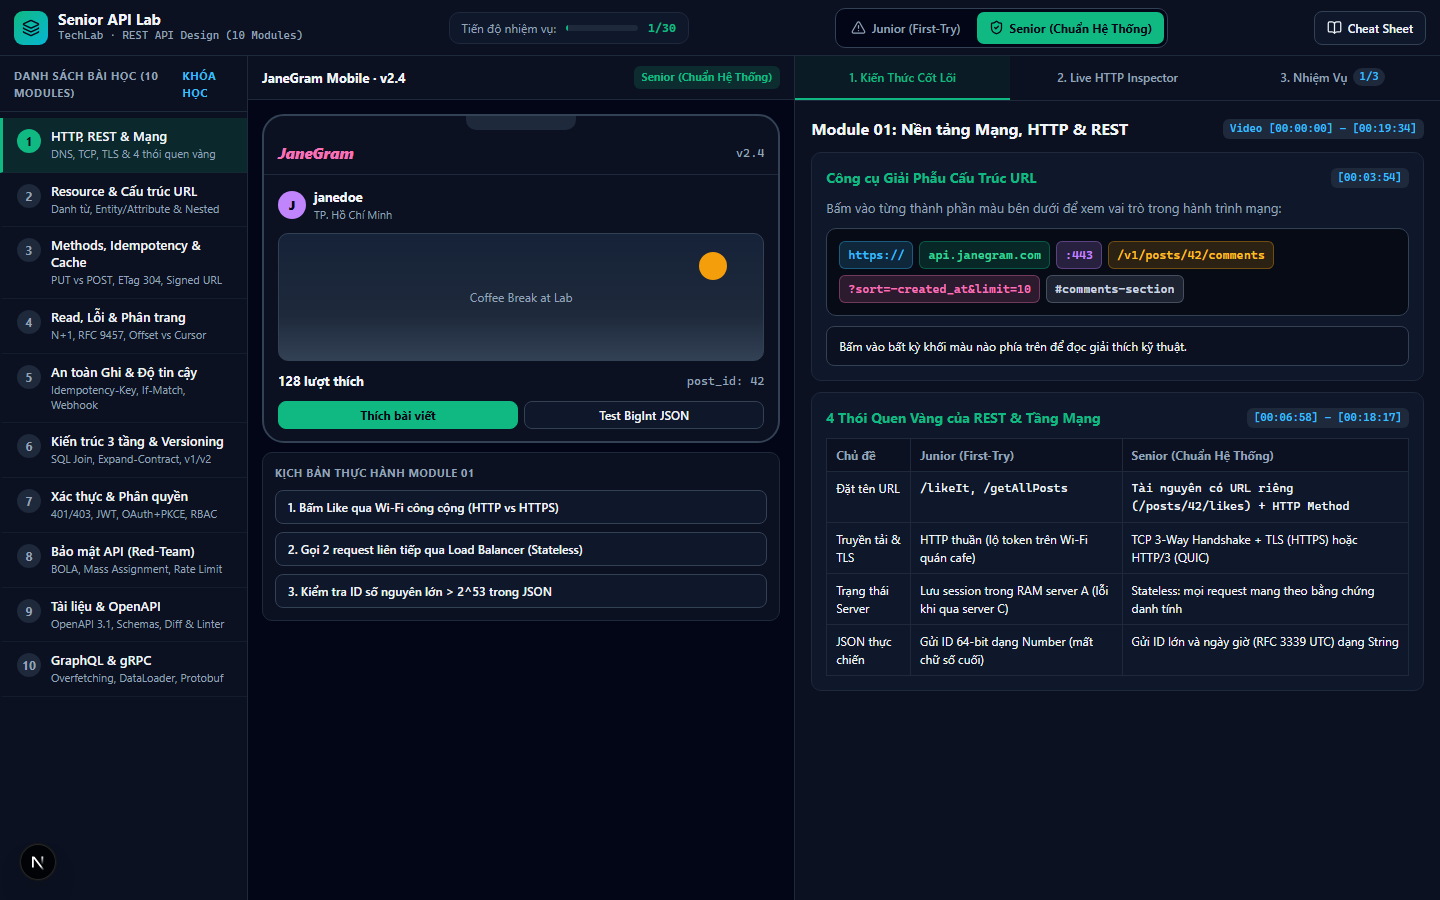 Senior API Lab
TechLab · REST API Design (10 Modules)
Tiến độ nhiệm vụ: 1/30
Junior (First-Try)
Senior (Chuẩn Hệ Thống)
Cheat Sheet
DANH SÁCH BÀI HỌC (10 MODULES)
KHÓA HỌC
1
HTTP, REST & Mạng
DNS, TCP, TLS & 4 thói quen vàng
2
Resource & Cấu trúc URL
Danh từ, Entity/Attribute & Nested
3
Methods, Idempotency & Cache
PUT vs POST, ETag 304, Signed URL
4
Read, Lỗi & Phân trang
N+1, RFC 9457, Offset vs Cursor
5
An toàn Ghi & Độ tin cậy
Idempotency-Key, If-Match, Webhook
6
Kiến trúc 3 tầng & Versioning
SQL Join, Expand-Contract, v1/v2
7
Xác thực & Phân quyền
401/403, JWT, OAuth+PKCE, RBAC
8
Bảo mật API (Red-Team)
BOLA, Mass Assignment, Rate Limit
9
Tài liệu & OpenAPI
OpenAPI 3.1, Schemas, Diff & Linter
10
GraphQL & gRPC
Overfetching, DataLoader, Protobuf
N
JaneGram Mobile · v2.4
Senior (Chuẩn Hệ Thống)
JaneGram
v2.4
J
janedoe
TP. Hồ Chí Minh
Coffee Break at Lab
128 lượt thích
post_id: 42
Thích bài viết
Test BigInt JSON
KỊCH BẢN THỰC HÀNH MODULE 01
1. Bấm Like qua Wi-Fi công cộng (HTTP vs HTTPS)
2. Gọi 2 request liên tiếp qua Load Balancer (Stateless)
3. Kiểm tra ID số nguyên lớn > 2^53 trong JSON
1. Kiến Thức Cốt Lõi
2. Live HTTP Inspector
3. Nhiệm Vụ 1/3
Module 01: Nền tảng Mạng, HTTP & REST
Video [00:00:00] – [00:19:34]
Công cụ Giải Phẫu Cấu Trúc URL
[00:03:54]
Bấm vào từng thành phần màu bên dưới để xem vai trò trong hành trình mạng:
https://
api.janegram.com
:443
/v1/posts/42/comments
?sort=-created_at&limit=10
#comments-section
Bấm vào bất kỳ khối màu nào phía trên để đọc giải thích kỹ thuật.
4 Thói Quen Vàng của REST & Tầng Mạng
[00:06:58] – [00:18:17]
Chủ đề
Junior (First-Try)
Senior (Chuẩn Hệ Thống)
Đặt tên URL
/likeIt, /getAllPosts
Tài nguyên có URL riêng
(/posts/42/likes) + HTTP Method
Truyền tải &
TLS
HTTP thuần (lộ token trên Wi-Fi
quán cafe)
TCP 3-Way Handshake + TLS (HTTPS) hoặc
HTTP/3 (QUIC)
Trạng thái
Server
Lưu session trong RAM server A (lỗi
khi qua server C)
Stateless: mọi request mang theo bằng chứng
danh tính
JSON thực
chiến
Gửi ID 64-bit dạng Number (mất
chữ số cuối)
Gửi ID lớn và ngày giờ (RFC 3339 UTC) dạng String